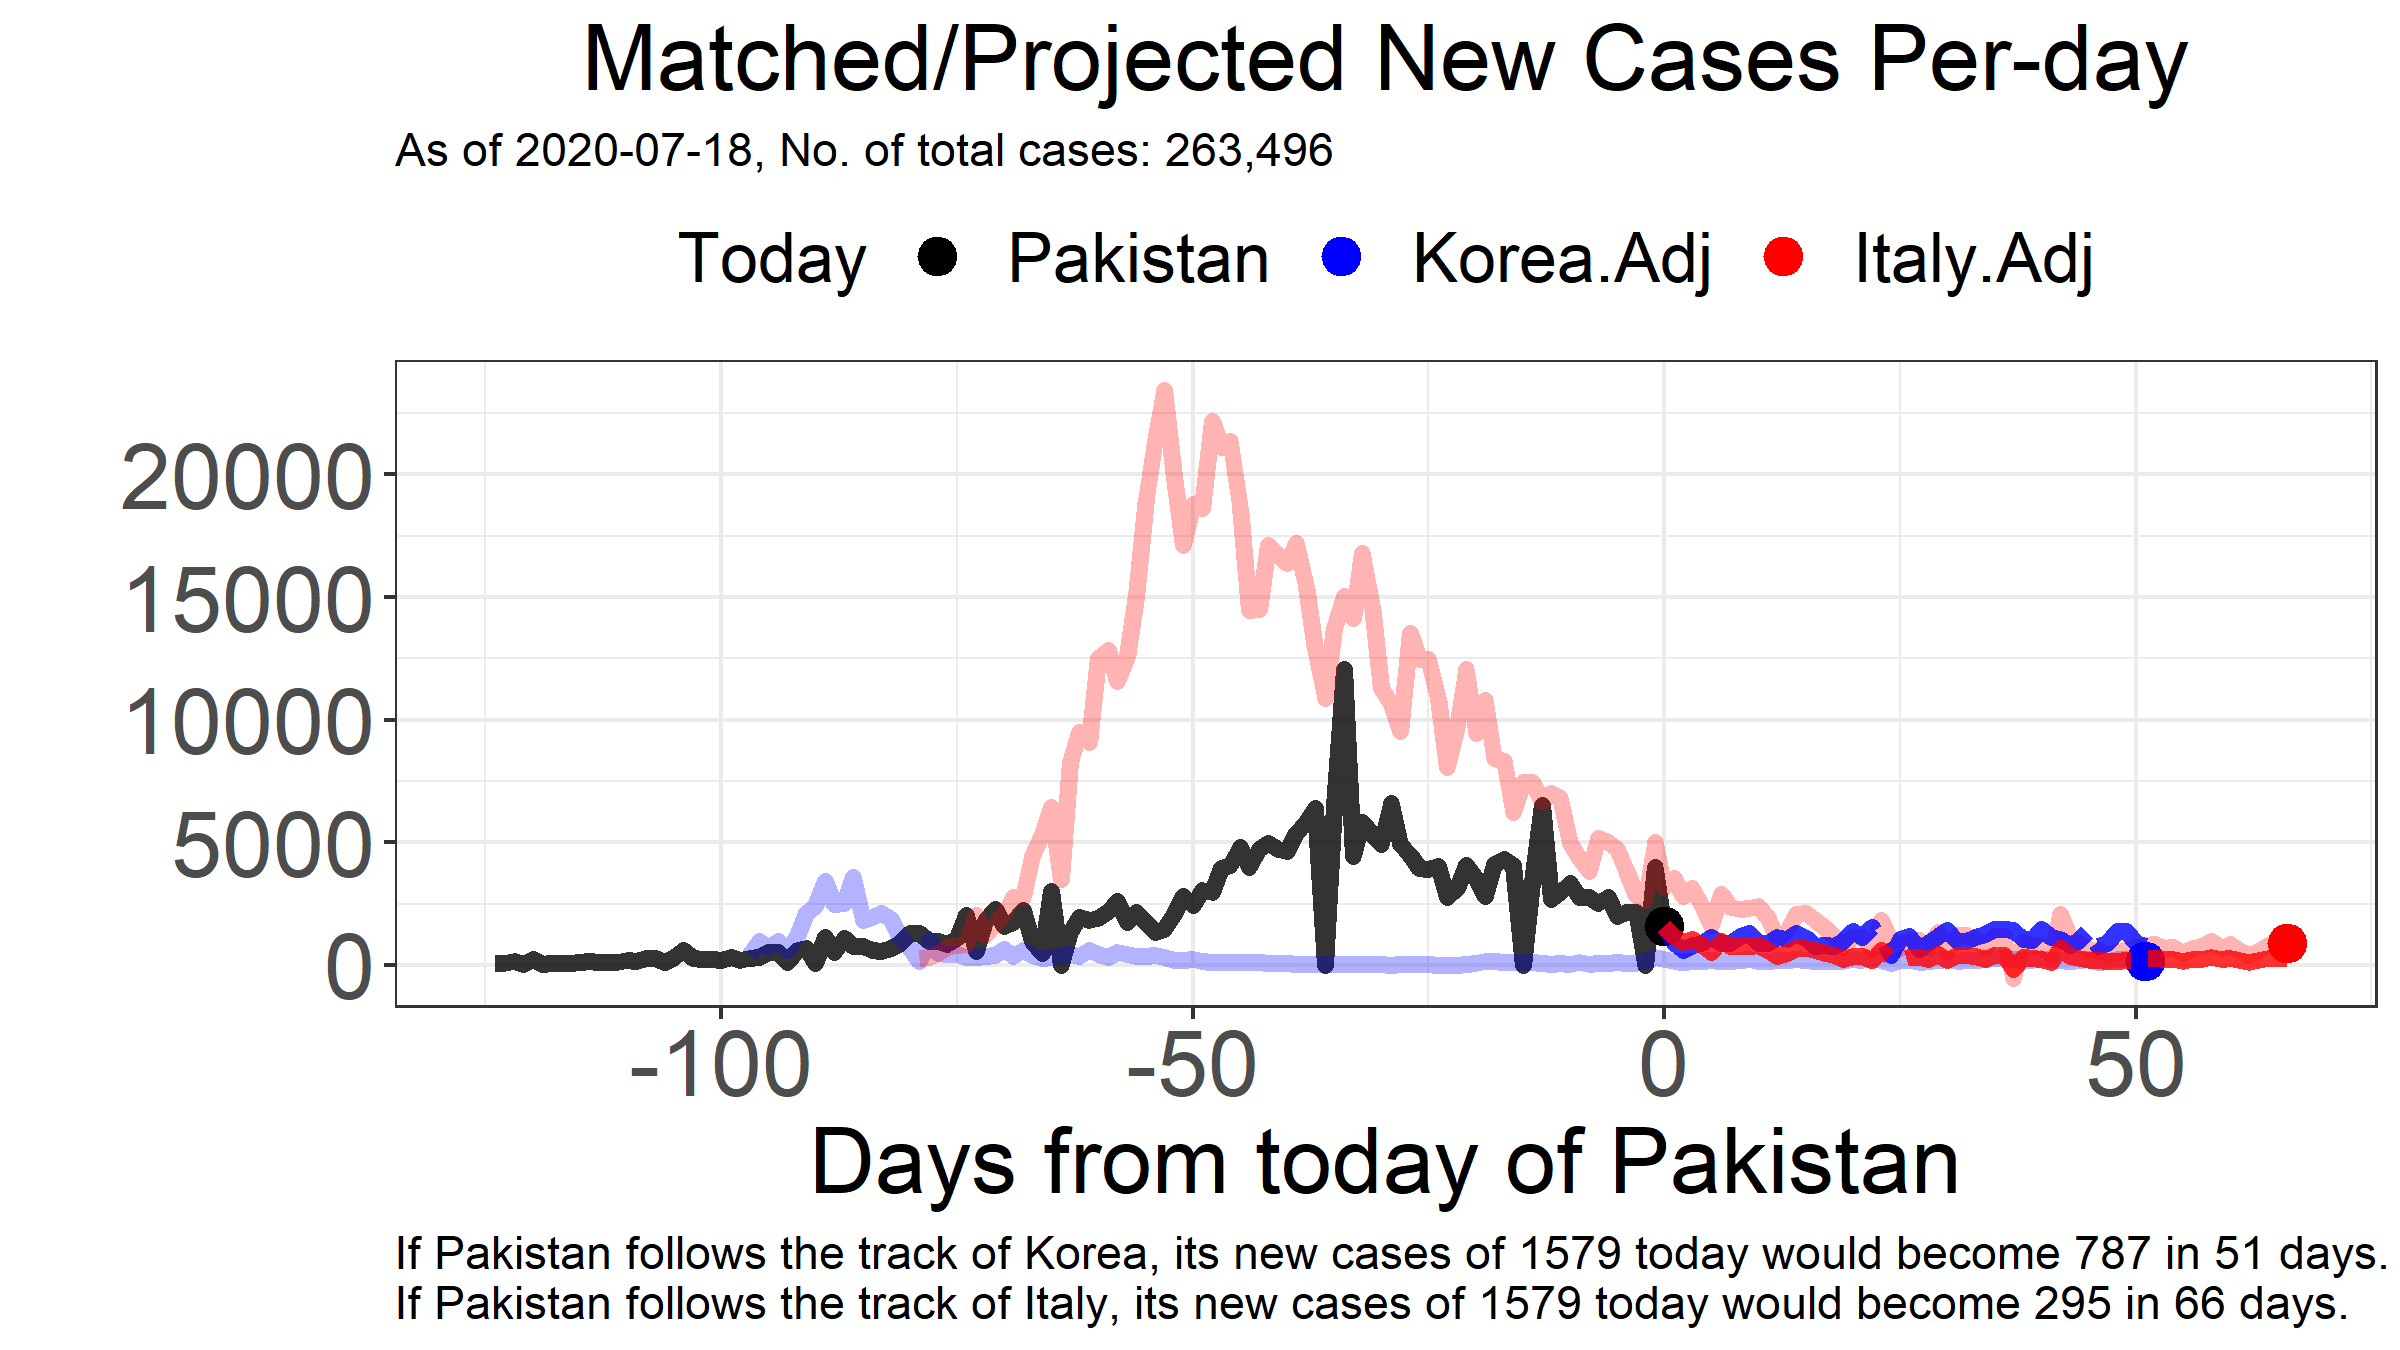 Matched/Projected New Cases Per-day
As of 2020-07-18, No. of total cases: 263,496
Today Pakistan Korea.Adj Italy.Adj
20000
15000
10000
5000
0
-100 -50 0 50
Days from today of Pakistan
If Pakistan follows the track of Korea, its new cases of 1579 today would become 787 in 51 days.
If Pakistan follows the track of Italy, its new cases of 1579 today would become 295 in 66 days.